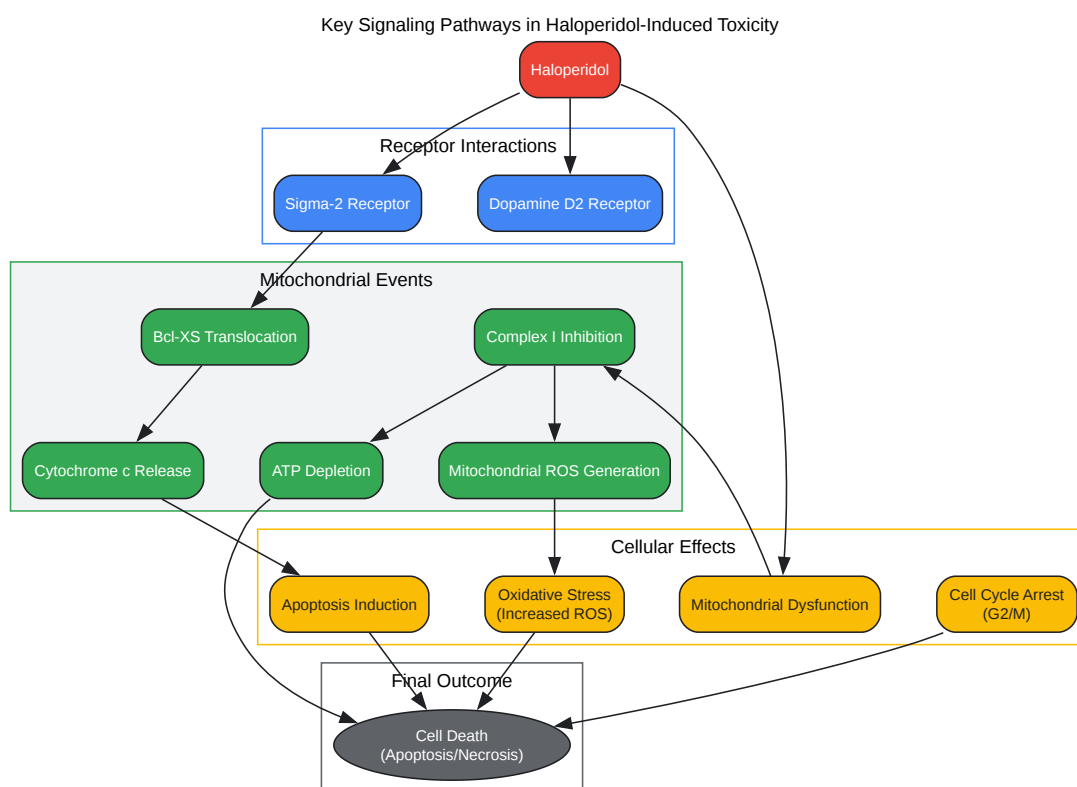 Key Signaling Pathways in Haloperidol-Induced Toxicity
Haloperidol
Receptor Interactions
Sigma-2 Receptor
Dopamine D2 Receptor
Mitochondrial Events
Bcl-XS Translocation
Complex I Inhibition
Cytochrome c Release
ATP Depletion
Mitochondrial ROS Generation
Cellular Effects
Apoptosis Induction
Oxidative Stress
(Increased ROS)
Mitochondrial Dysfunction
Cell Cycle Arrest
(G2/M)
Final Outcome
Cell Death
(Apoptosis/Necrosis)